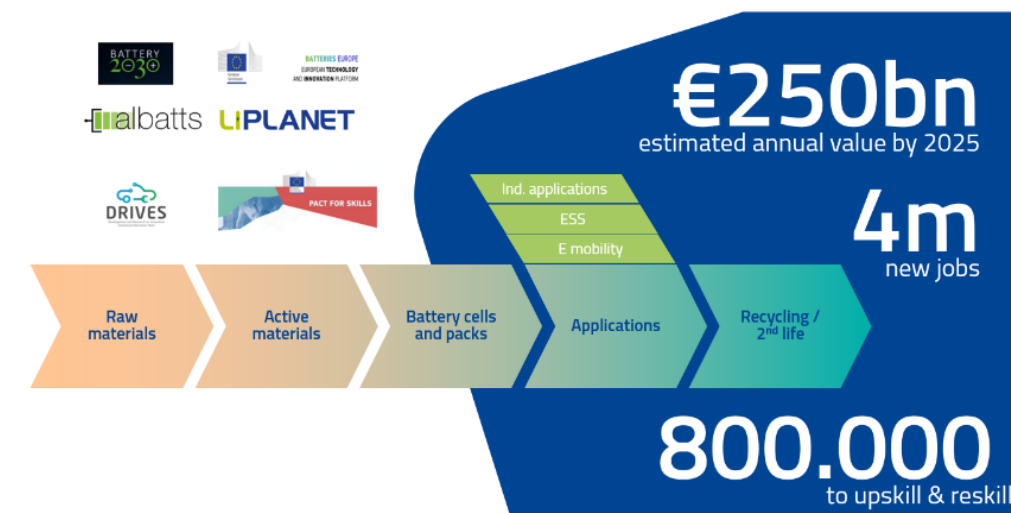 BATTERY
2030
BATTERIES EUROPE
EUROPEAN TECHNOLOGY
AND INNOVATION PLATFORM
albatts
LIPLANET
DRIVES
PACT FOR SKILLS
€250bn
estimated annual value by 2025
4m
new jobs
Ind. applications
ESS
E mobility
Raw
materials
Active
materials
Battery cells
and packs
Applications
Recycling /
2nd life
800.000
to upskill & reskill